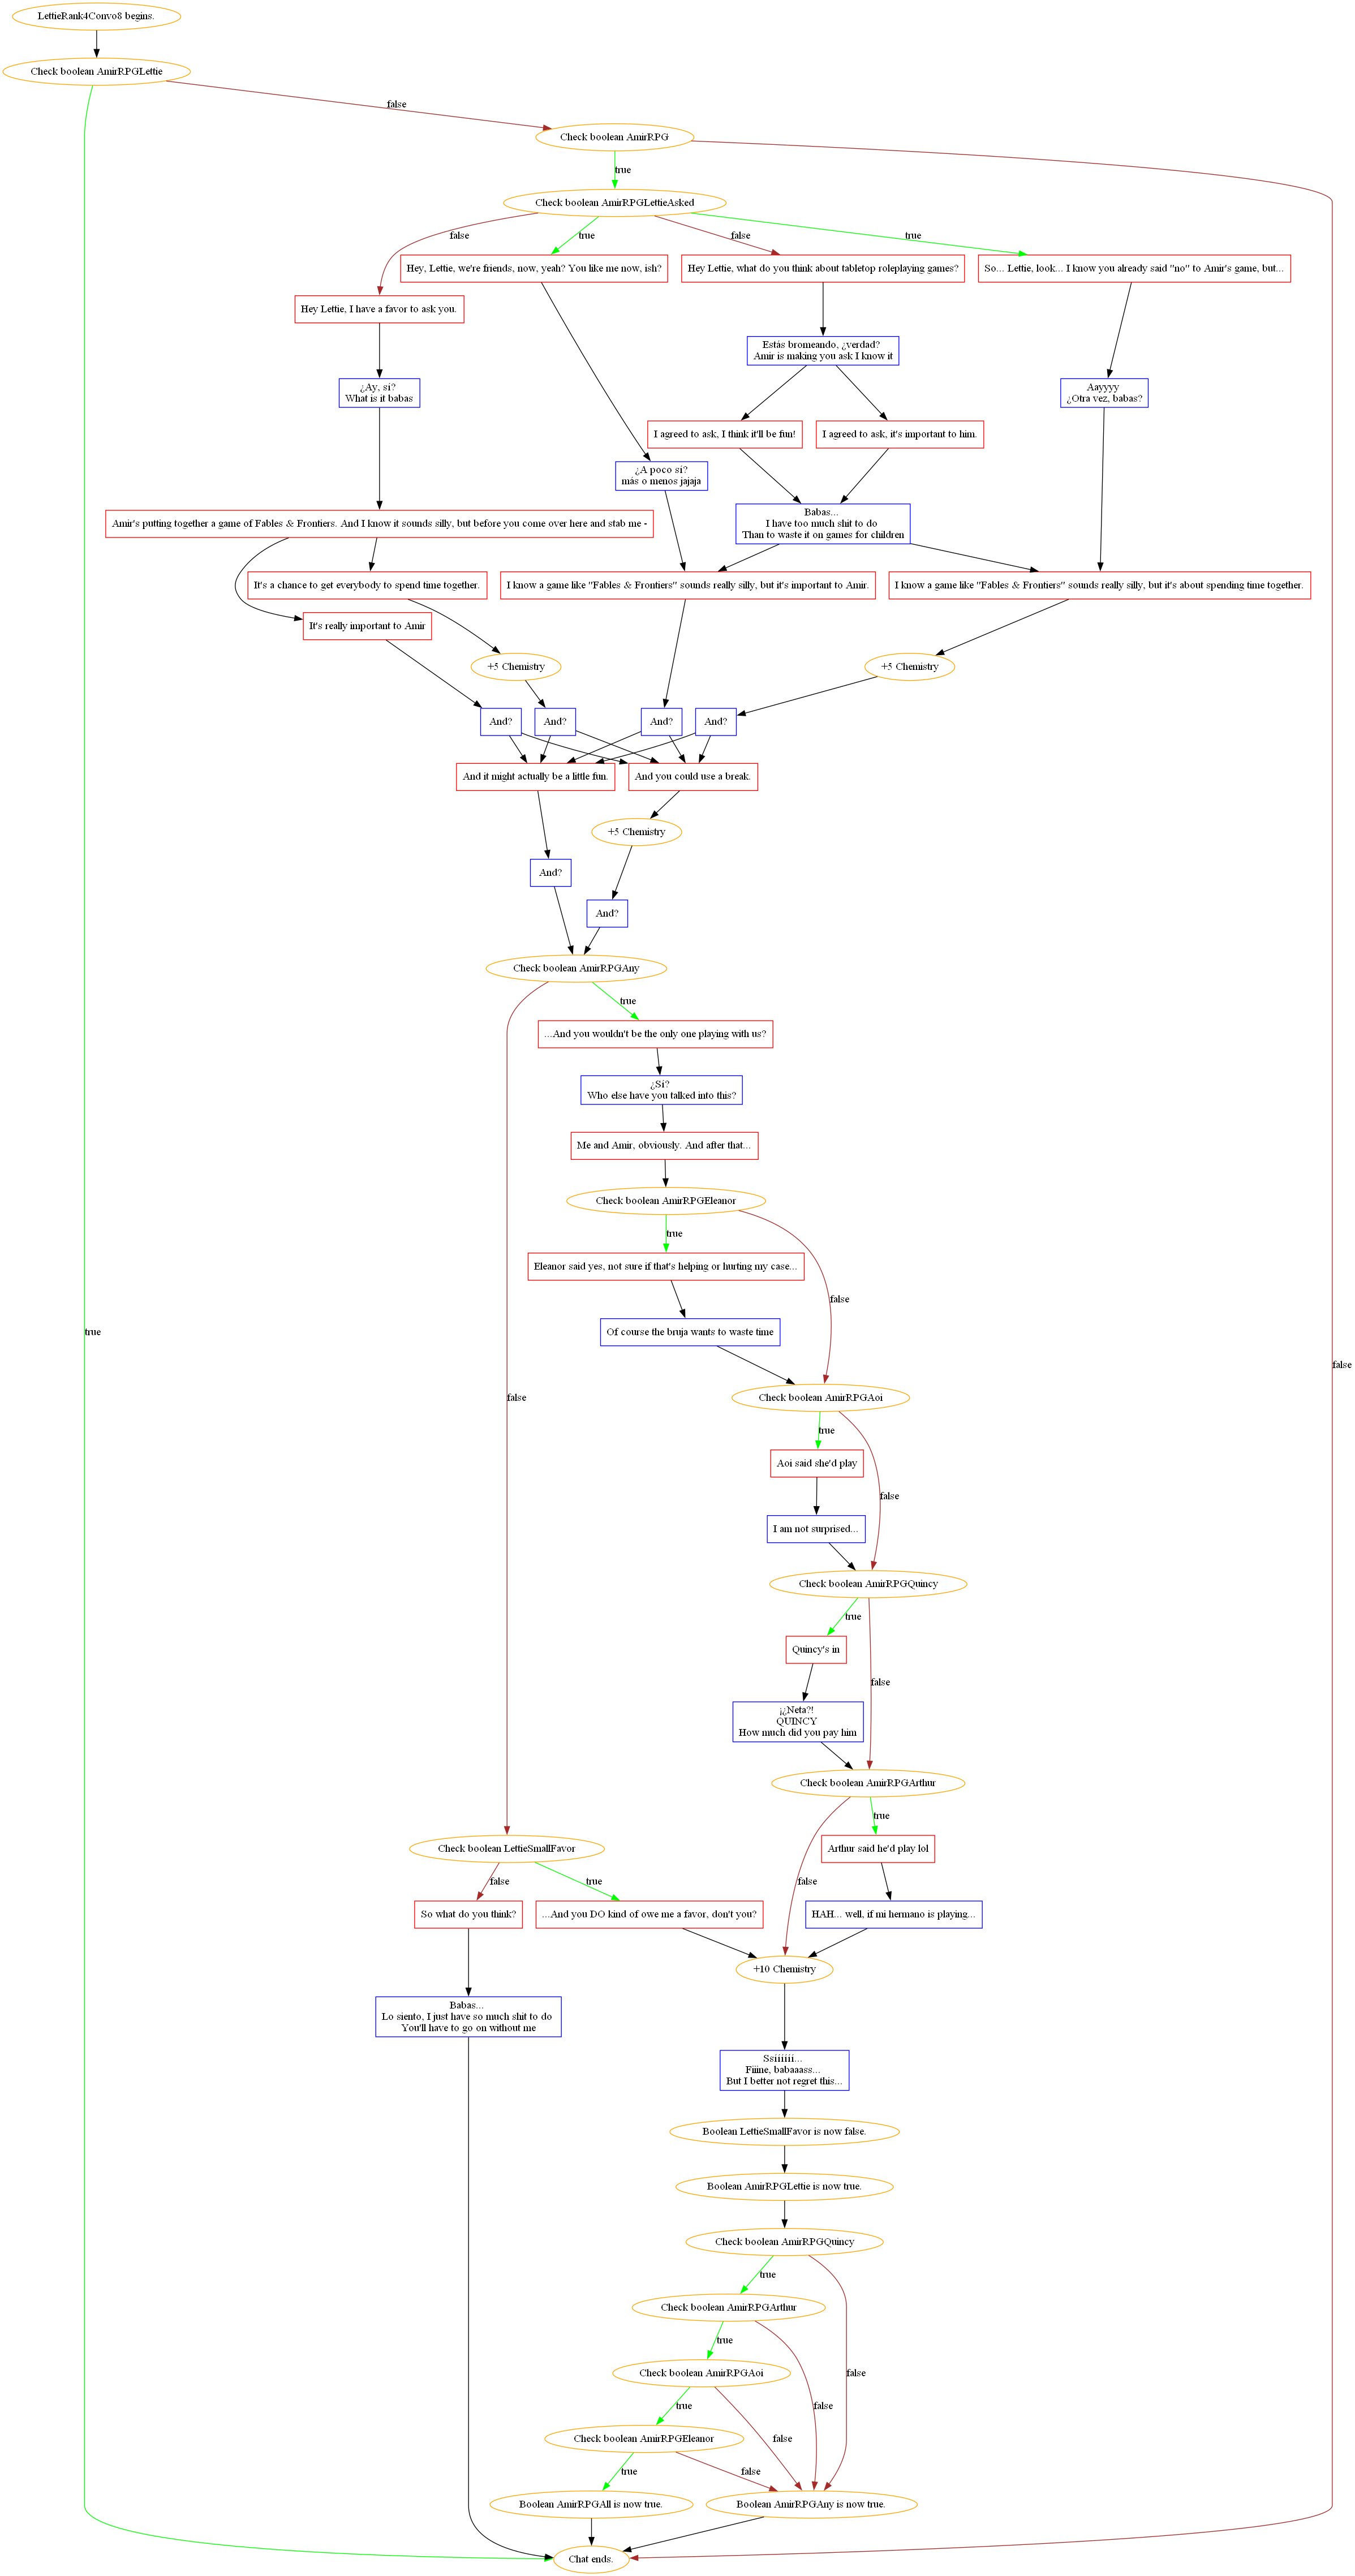 LettieRank4Convo8 begins.
Check boolean AmirRPGLettie
false
Check boolean AmirRPG
true
Check boolean AmirRPGLettieAsked
false
true
false
true
Hey, Lettie, we're friends, now, yeah? You like me now, ish?
Hey Lettie, what do you think about tabletop roleplaying games?
So... Lettie, look... I know you already said "no" to Amir's game, but...
Hey Lettie, I have a favor to ask you.
Estás bromeando, ¿verdad?
Amir is making you ask I know it
¿Ay, sí?
What is it babas
Aayyyy
¿Otra vez, babas?
I agreed to ask, I think it'll be fun!
I agreed to ask, it's important to him.
¿A poco sí?
más o menos jajaja
Babas...
I have too much shit to do
Than to waste it on games for children
Amir's putting together a game of Fables & Frontiers. And I know it sounds silly, but before you come over here and stab me -
It's a chance to get everybody to spend time together.
I know a game like "Fables & Frontiers" sounds really silly, but it's important to Amir.
I know a game like "Fables & Frontiers" sounds really silly, but it's about spending time together.
It's really important to Amir
+5 Chemistry
+5 Chemistry
And?
And?
And?
And?
And it might actually be a little fun.
And you could use a break.
+5 Chemistry
And?
And?
Check boolean AmirRPGAny
true
...And you wouldn't be the only one playing with us?
¿Sí?
Who else have you talked into this?
Me and Amir, obviously. And after that...
Check boolean AmirRPGEleanor
true
Eleanor said yes, not sure if that's helping or hurting my case...
false
Of course the bruja wants to waste time
true
false
false
Check boolean AmirRPGAoi
true
Aoi said she'd play
false
I am not surprised...
Check boolean AmirRPGQuincy
true
Quincy's in
false
¡¿Neta?!
QUINCY
How much did you pay him
Check boolean AmirRPGArthur
true
Check boolean LettieSmallFavor
Arthur said he'd play lol
false
true
false
So what do you think?
...And you DO kind of owe me a favor, don't you?
HAH... well, if mi hermano is playing...
+10 Chemistry
Babas...
Lo siento, I just have so much shit to do
You'll have to go on without me
Ssíííííí...
Fiiine, babaaass...
But I better not regret this...
Boolean LettieSmallFavor is now false.
Boolean AmirRPGLettie is now true.
Check boolean AmirRPGQuincy
true
Check boolean AmirRPGArthur
true
Check boolean AmirRPGAoi
false
true
false
false
Check boolean AmirRPGEleanor
true
false
Boolean AmirRPGAll is now true.
Boolean AmirRPGAny is now true.
Chat ends.